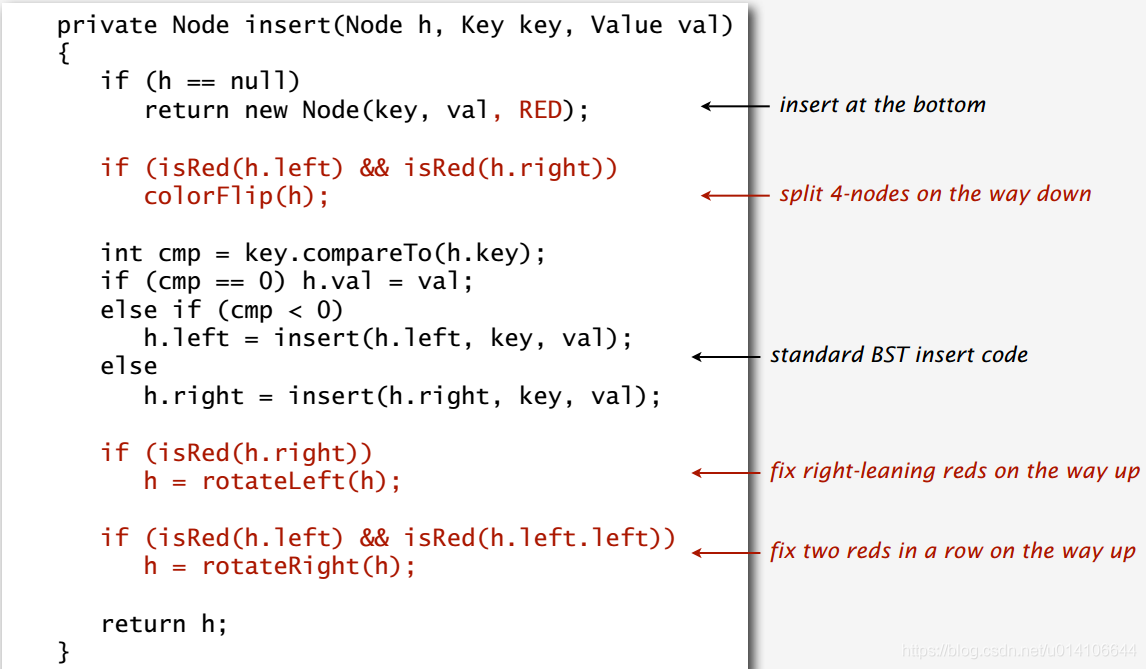 private Node insert(Node h, Key key, Value val)
{
if (h == null)
return new Node(key, val, RED);
insert at the bottom
if (isRed(h.left) && isRed(h.right))
colorFlip(h);
split 4-nodes on the way down
int cmp = key.compareTo(h.key);
if (cmp == 0) h.val = val;
else if (cmp < 0)
h.left = insert(h.left, key, val);
standard BST insert code
else
h.right = insert(h.right, key, val);
if (isRed(h.right))
h = rotateLeft(h);
fix right-leaning reds on the way up
if (isRed(h.left) && isRed(h.left.left))
h = rotateRight(h);
fix two reds in a row on the way up
return h;
}
https://blog.csdn.net/u014106644